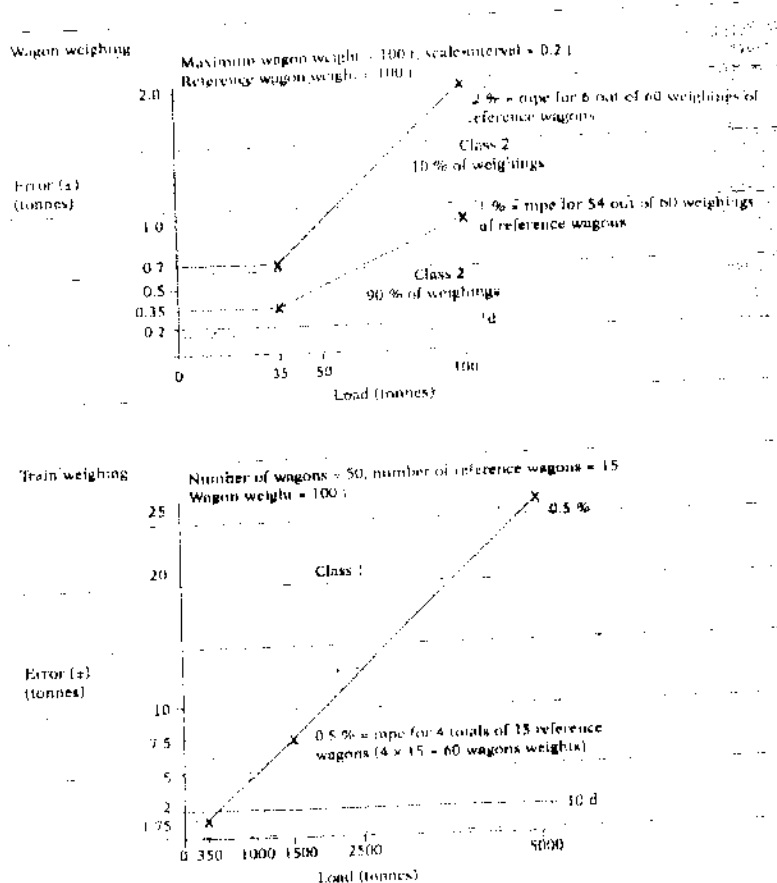 Wagon weighing
Maximum wagon weight = 100 t, scale-interval = 0.2 t
Reference wagon weight = 100 t
2.0
2 % = mpe for 6 out of 60 weighings of
reference wagons
Class 2
10 % of weighings
Error (±)
(tonnes)
1.0
1 % = mpe for 54 out of 60 weighings
of reference wagons
0.7
Class 2
90 % of weighings
0.5
0.35
0.2
d
0
35
50
100
Load (tonnes)
Train weighing
Number of wagons = 50, number of reference wagons = 15
Wagon weight = 100 t
25
0.5 %
20
Class 1
Error (±)
(tonnes)
10
7.5
0.5 % = mpe for 4 totals of 15 reference
wagons (4 × 15 = 60 wagons weights)
5
2
10 d
1.75
0 350 1000 1500 2500 5000
Load (tonnes)